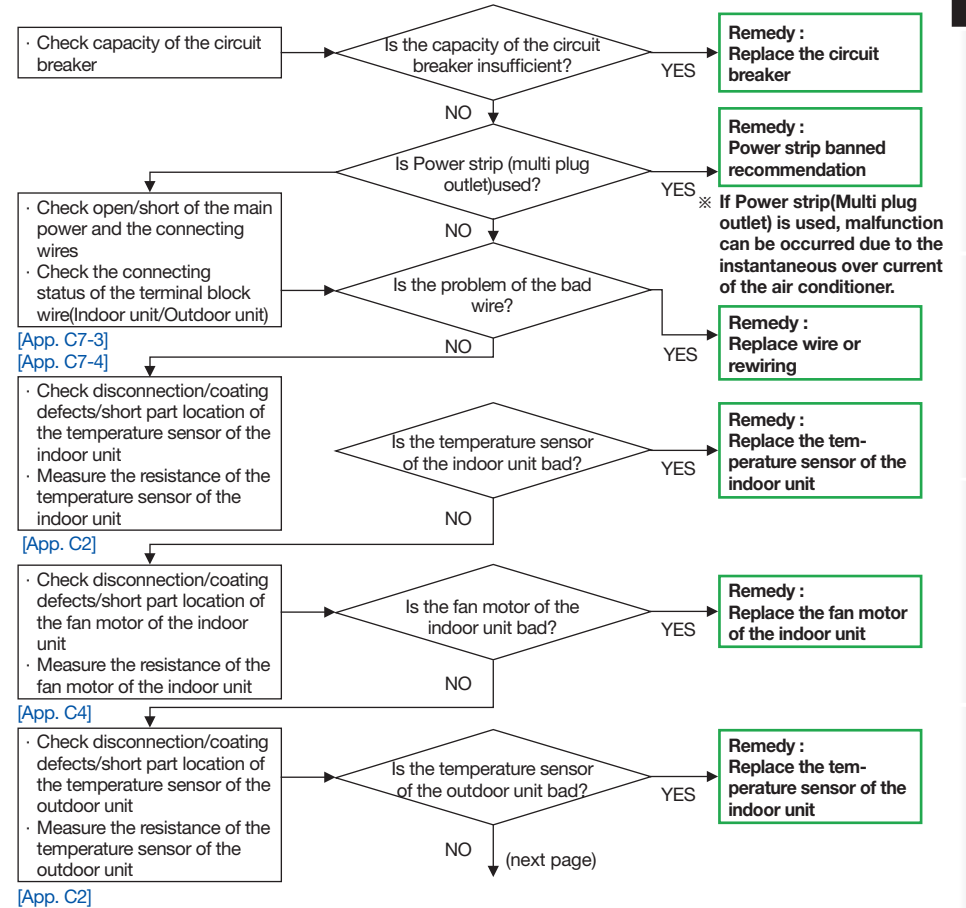 · Check capacity of the circuit
breaker
Is the capacity of the circuit
breaker insufficient?
YES
Remedy :
Replace the circuit
breaker
NO
Is Power strip (multi plug
outlet)used?
YES
Remedy :
Power strip banned
recommendation
※ If Power strip(Multi plug
outlet) is used, malfunction
can be occurred due to the
instantaneous over current
of the air conditioner.
NO
· Check open/short of the main
power and the connecting
wires
· Check the connecting
status of the terminal block
wire(Indoor unit/Outdoor unit)
[App. C7-3]
[App. C7-4]
Is the problem of the bad
wire?
YES
Remedy :
Replace wire or
rewiring
NO
· Check disconnection/coating
defects/short part location of
the temperature sensor of the
indoor unit
· Measure the resistance of the
temperature sensor of the
indoor unit
[App. C2]
Is the temperature sensor
of the indoor unit bad?
YES
Remedy :
Replace the tem-
perature sensor of the
indoor unit
NO
· Check disconnection/coating
defects/short part location of
the fan motor of the indoor
unit
· Measure the resistance of the
fan motor of the indoor unit
[App. C4]
Is the fan motor of the
indoor unit bad?
YES
Remedy :
Replace the fan motor
of the indoor unit
NO
· Check disconnection/coating
defects/short part location of
the temperature sensor of the
outdoor unit
· Measure the resistance of the
temperature sensor of the
outdoor unit
[App. C2]
Is the temperature sensor
of the outdoor unit bad?
YES
Remedy :
Replace the tem-
perature sensor of the
indoor unit
NO
(next page)